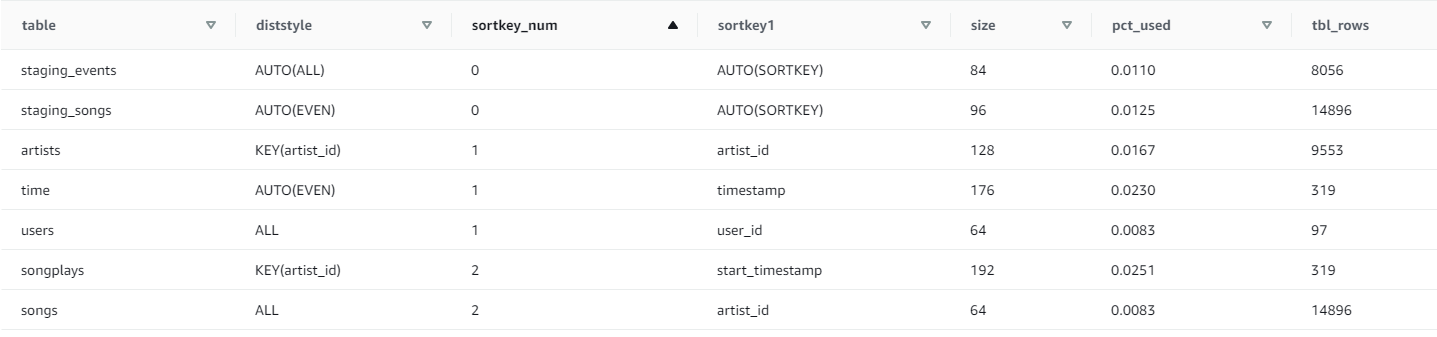 table diststyle sortkey_num sortkey1 size pct_used tbl_rows
staging_events AUTO(ALL) 0 AUTO(SORTKEY) 84 0.0110 8056
staging_songs AUTO(EVEN) 0 AUTO(SORTKEY) 96 0.0125 14896
artists KEY(artist_id) 1 artist_id 128 0.0167 9553
time AUTO(EVEN) 1 timestamp 176 0.0230 319
users ALL 1 user_id 64 0.0083 97
songplays KEY(artist_id) 2 start_timestamp 192 0.0251 319
songs ALL 2 artist_id 64 0.0083 14896